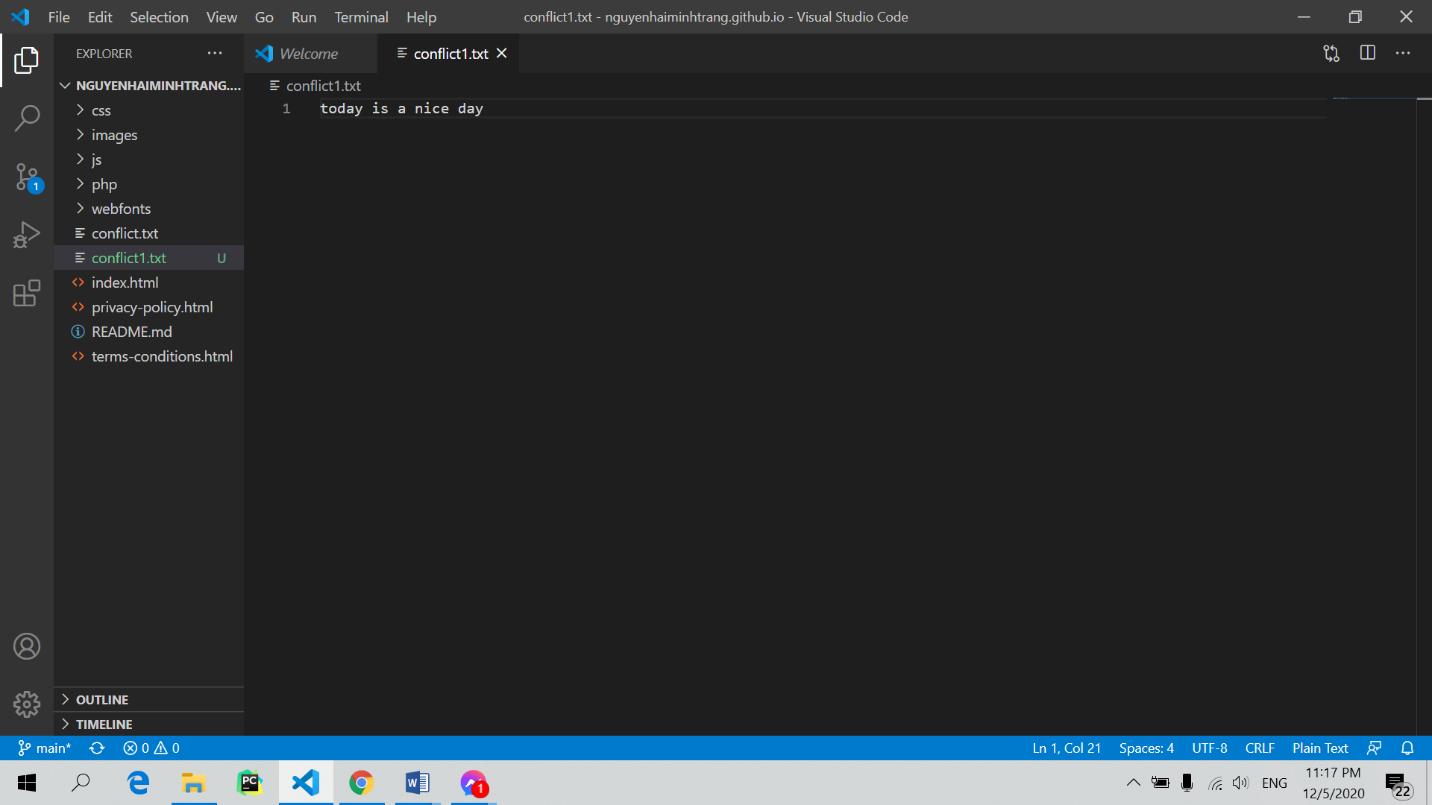 File Edit Selection View Go Run Terminal Help conflict1.txt - nguyenhaiminhtrang.github.io - Visual Studio Code
EXPLORER
Welcome
conflict1.txt
NGUYENHAIMINHTRANG....
conflict1.txt
css
1 today is a nice day
images
js
php
1
webfonts
conflict.txt
conflict1.txt U
index.html
privacy-policy.html
README.md
terms-conditions.html
OUTLINE
TIMELINE
main* 0 0 Ln 1, Col 21 Spaces: 4 UTF-8 CRLF Plain Text
PC W 1 ENG
11:17 PM
12/5/2020
22